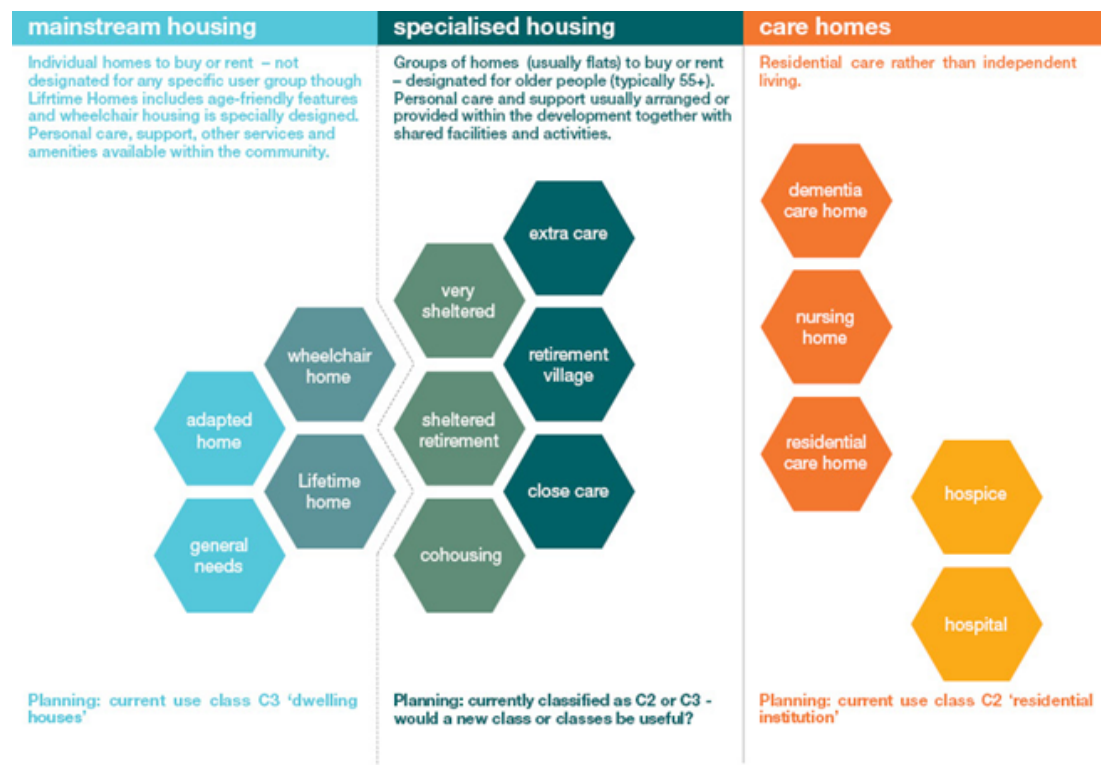 mainstream housing
Individual homes to buy or rent – not
designated for any specific user group though
Lifrtime Homes includes age-friendly features
and wheelchair housing is specially designed.
Personal care, support, other services and
amenities available within the community.
adapted
home
general
needs
wheelchair
home
Lifetime
home
Planning: current use class C3 ‘dwelling
houses’
specialised housing
Groups of homes (usually flats) to buy or rent
– designated for older people (typically 55+).
Personal care and support usually arranged or
provided within the development together with
shared facilities and activities.
very
sheltered
sheltered
retirement
cohousing
extra care
retirement
village
close care
Planning: currently classified as C2 or C3 -
would a new class or classes be useful?
care homes
Residential care rather than independent
living.
dementia
care home
nursing
home
residential
care home
hospice
hospital
Planning: current use class C2 ‘residential
institution’